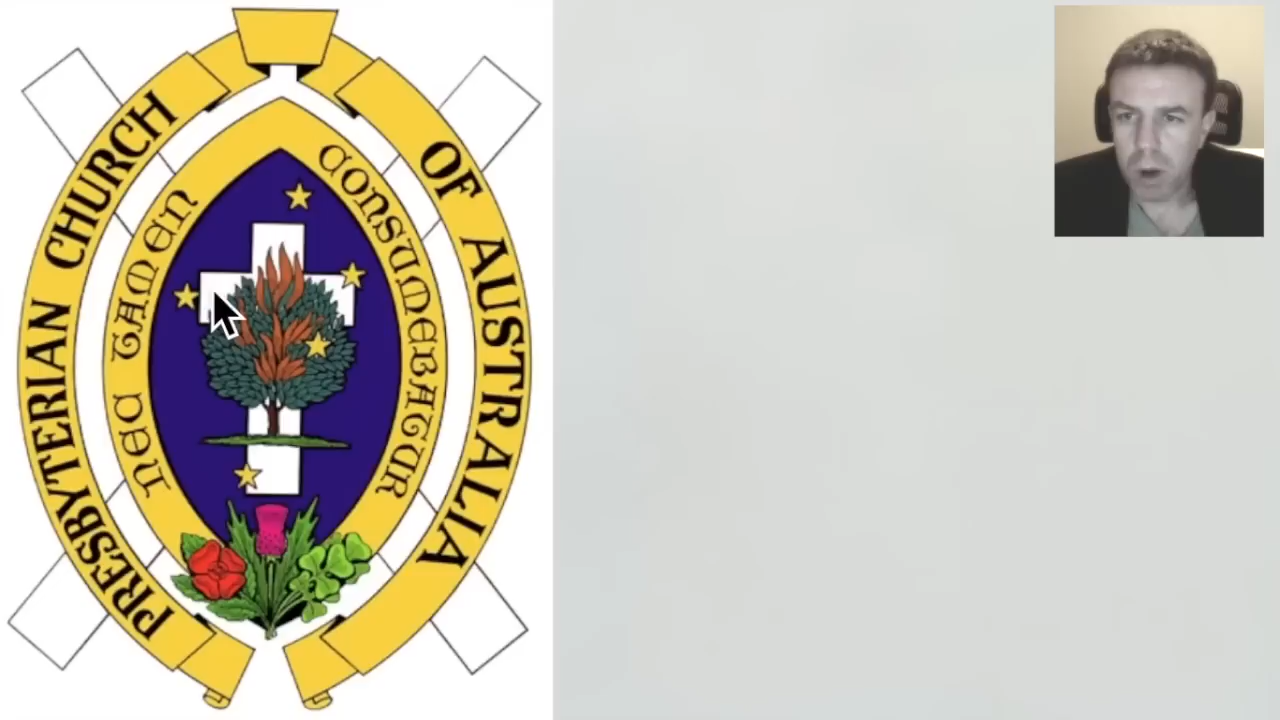 PRESBYTERIAN CHURCH
OF AUSTRALIA
NEC TAMEN
CONSUMEBATUR